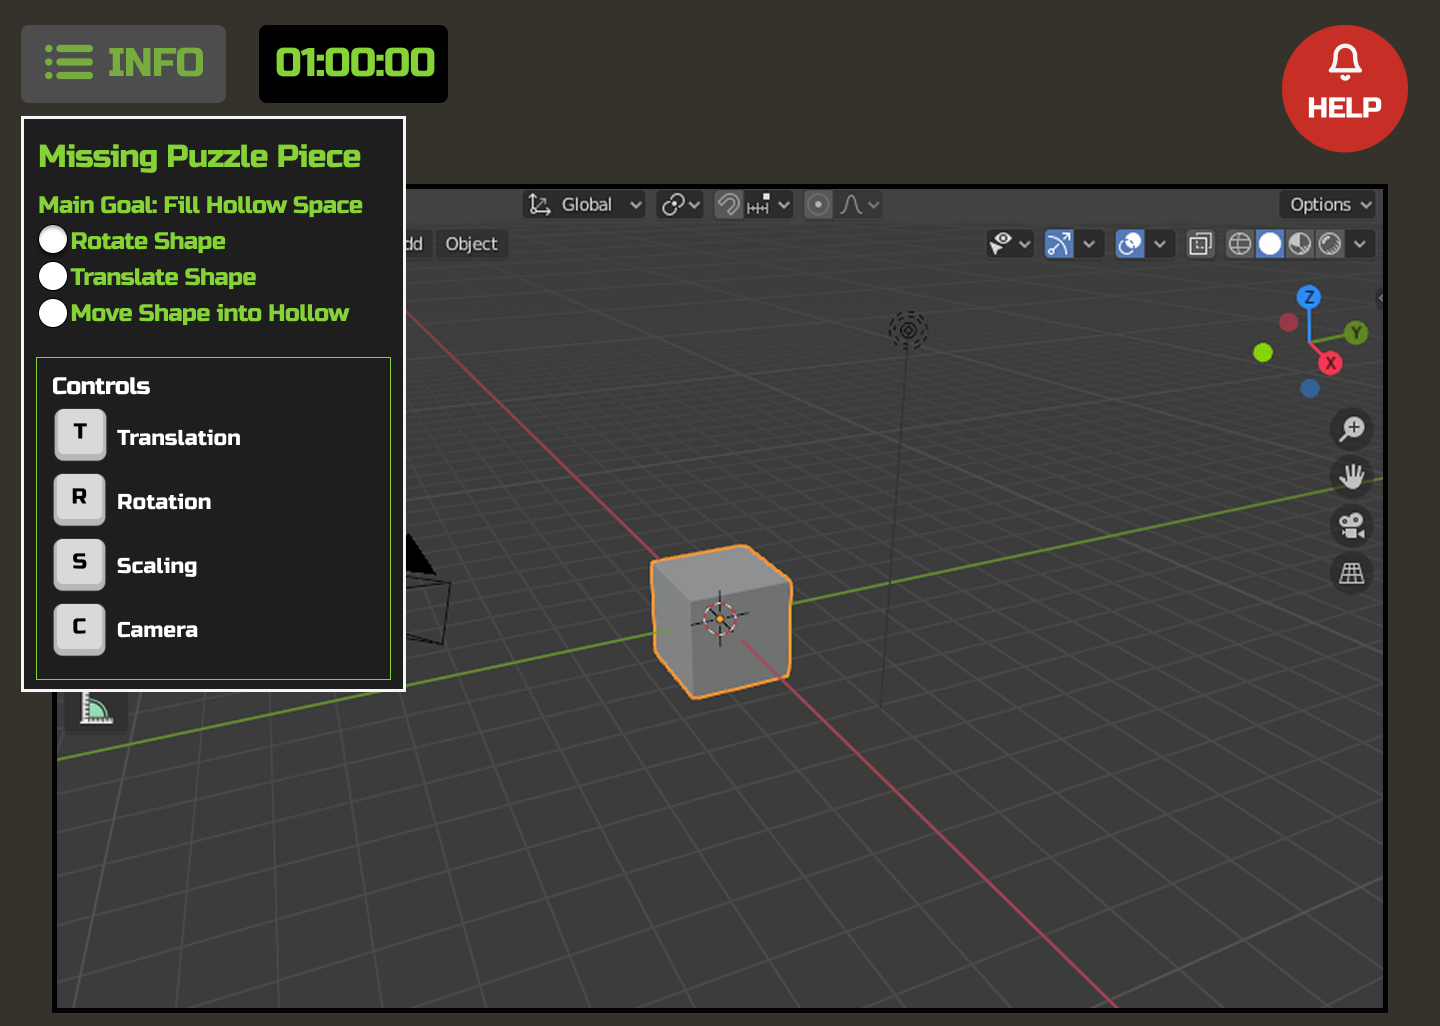 INFO
01:00:00
HELP
Missing Puzzle Piece
Main Goal: Fill Hollow Space
Rotate Shape
Translate Shape
Move Shape into Hollow
Controls
T Translation
R Rotation
S Scaling
C Camera
Global
Options
dd
Object
Z
Y
X